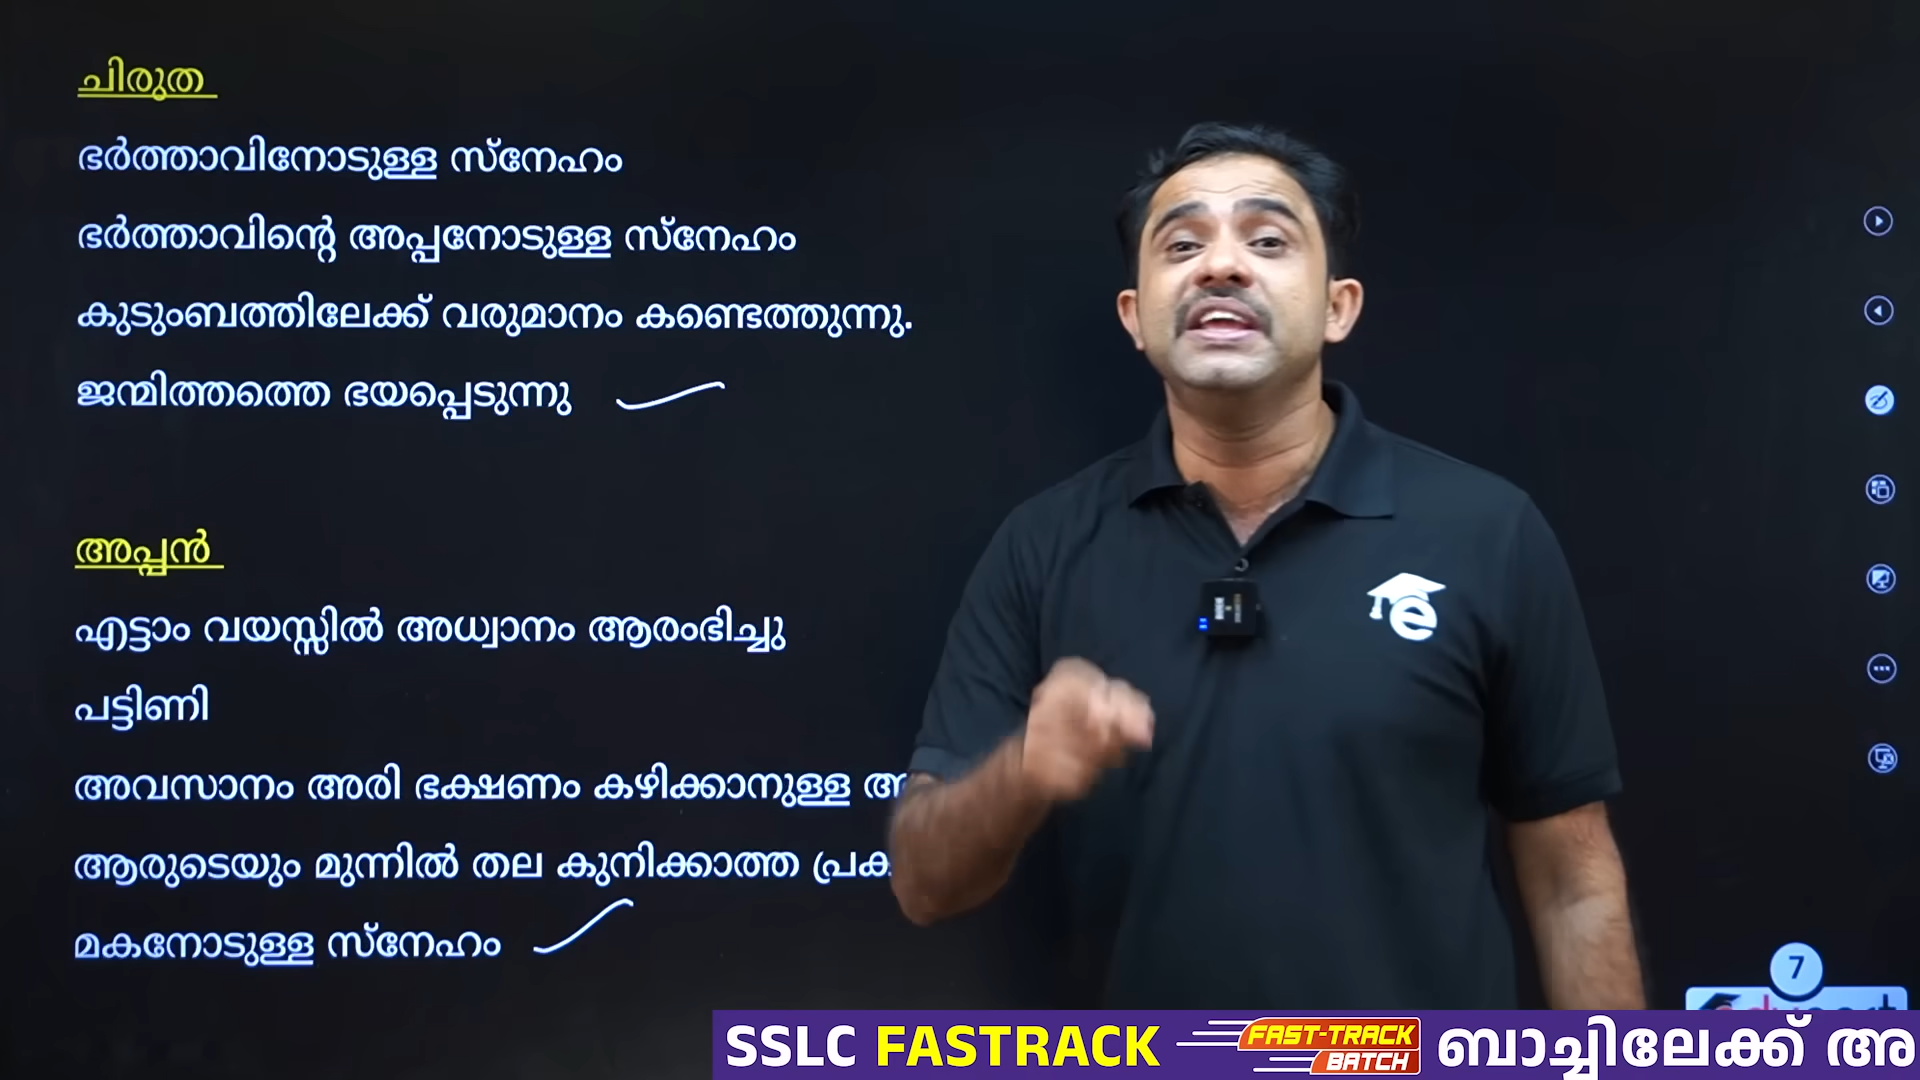 ചിരുത
ഭർത്താവിനോടുള്ള സ്നേഹം
ഭർത്താവിന്റെ അപ്പനോടുള്ള സ്നേഹം
കുടുംബത്തിലേക്ക് വരുമാനം കണ്ടെത്തുന്നു.
ജന്മിത്തത്തെ ഭയപ്പെടുന്നു
അപ്പൻ
എട്ടാം വയസ്സിൽ അധ്വാനം ആരംഭിച്ചു
പട്ടിണി
അവസാനം അരി ഭക്ഷണം കഴിക്കാനുള്ള
ആരുടെയും മുന്നിൽ തല കുനിക്കാത്ത
മകനോടുള്ള സ്നേഹം
7
SSLC FASTRACK FAST-TRACK BATCH ബാച്ചിലേക്ക് അ